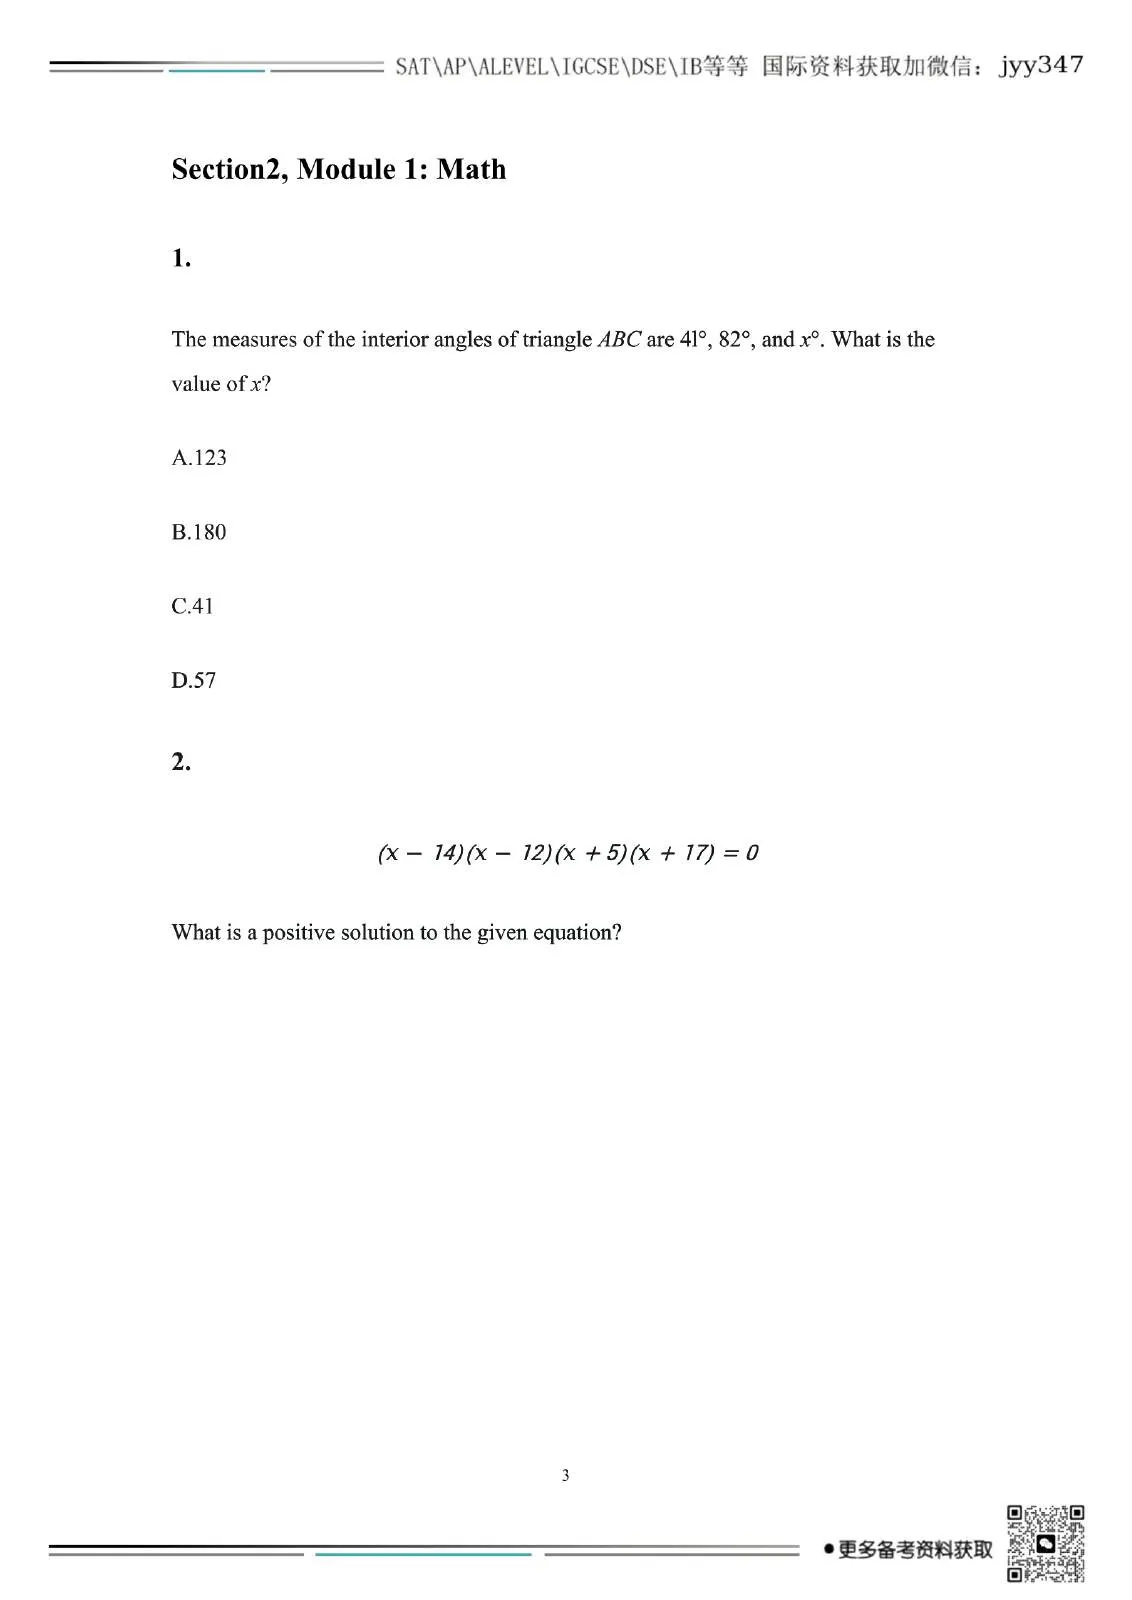 SAT\AP\ALEVEL\IGCSE\DSE\IB等等 国际资料获取加微信: jyy347
Section2, Module 1: Math
1.
The measures of the interior angles of triangle ABC are 41°, 82°, and x°. What is the
value of x?
A.123
B.180
C.41
D.57
2.
(x − 14)(x − 12)(x + 5)(x + 17) = 0
What is a positive solution to the given equation?
3
●更多备考资料获取